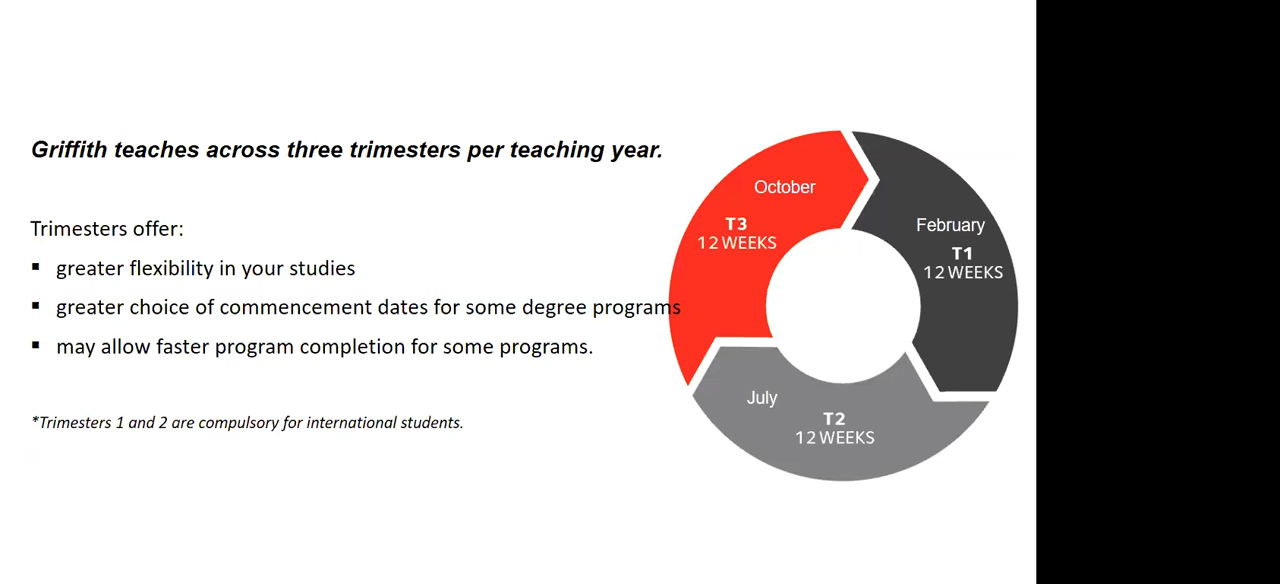 Griffith teaches across three trimesters per teaching year.
Trimesters offer:
▪ greater flexibility in your studies
▪ greater choice of commencement dates for some degree programs
▪ may allow faster program completion for some programs.
*Trimesters 1 and 2 are compulsory for international students.
October
T3
12 WEEKS
February
T1
12 WEEKS
July
T2
12 WEEKS